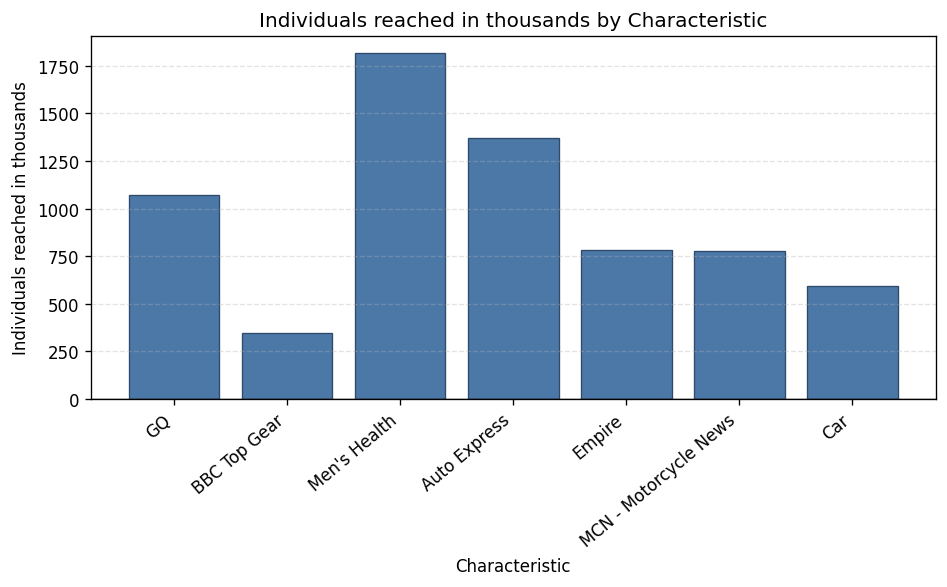 Individuals reached in thousands by Characteristic
Individuals reached in thousands
1750
1500
1250
1000
750
500
250
0
GQ
BBC Top Gear
Men's Health
Auto Express
Empire
MCN - Motorcycle News
Car
Characteristic